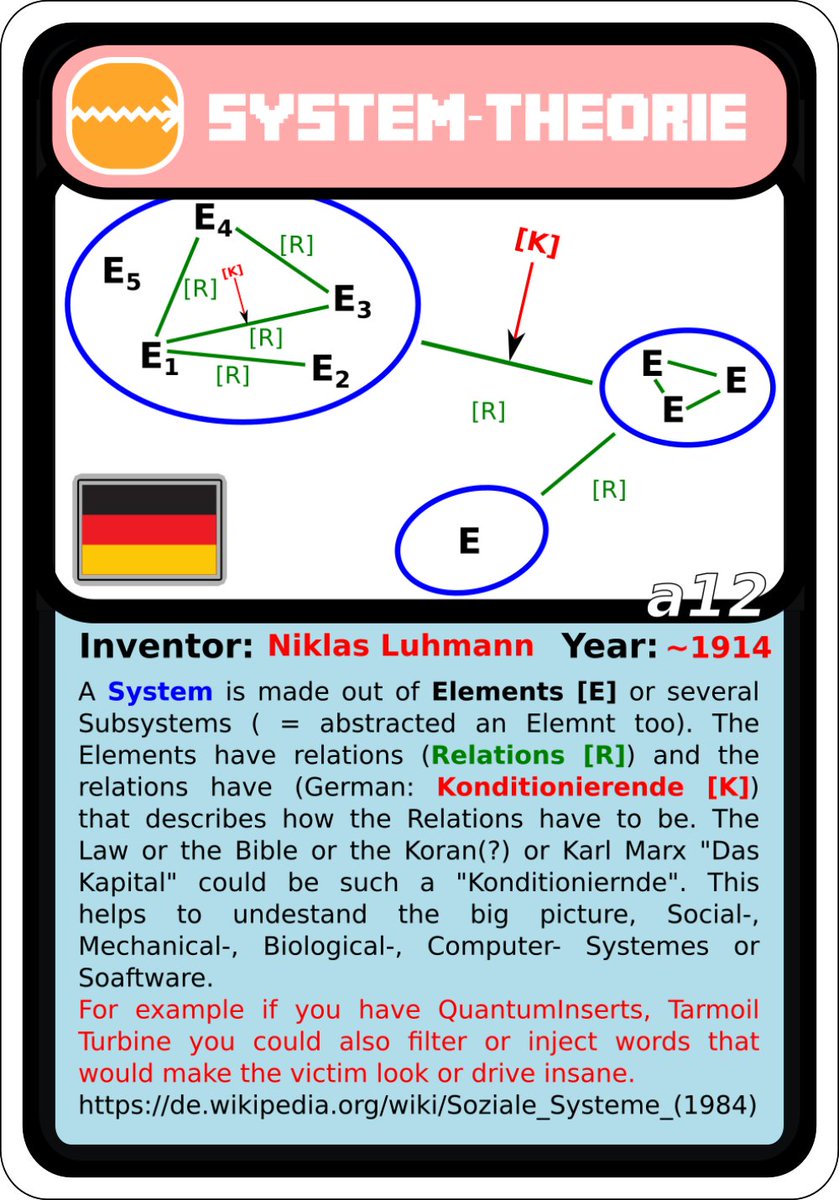 SYSTEM-THEORIE
E4
[R]
[K]
E5
[R]
[K]
E3
[R]
E1
E2
[R]
E
E
E
[R]
[R]
E
a12
Inventor: Niklas Luhmann Year: ~1914
A System is made out of Elements [E] or several
Subsystems ( = abstracted an Elemnt too). The
Elements have relations (Relations [R]) and the
relations have (German: Konditionierende [K])
that describes how the Relations have to be. The
Law or the Bible or the Koran(?) or Karl Marx "Das
Kapital" could be such a "Konditioniernde". This
helps to undestand the big picture, Social-,
Mechanical-, Biological-, Computer- Systemes or
Soaftware.
For example if you have QuantumInserts, Tarmoil
Turbine you could also filter or inject words that
would make the victim look or drive insane.
https://de.wikipedia.org/wiki/Soziale_Systeme_(1984)